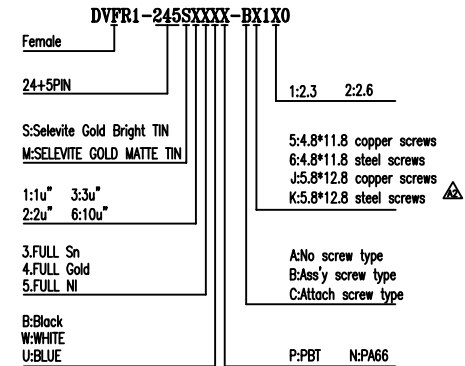 DVFR1-245SXXXX-BX1X0
Female
24+5PIN
S:Selevite Gold Bright TIN
M:SELEVITE GOLD MATTE TIN
1:1u" 3:3u"
2:2u" 6:10u"
3.FULL Sn
4.FULL Gold
5.FULL NI
B:Black
W:WHITE
U:BLUE
1:2.3 2:2.6
5:4.8*11.8 copper screws
6:4.8*11.8 steel screws
J:5.8*12.8 copper screws
K:5.8*12.8 steel screws
A2
A:No screw type
B:Ass'y screw type
C:Attach screw type
P:PBT N:PA66